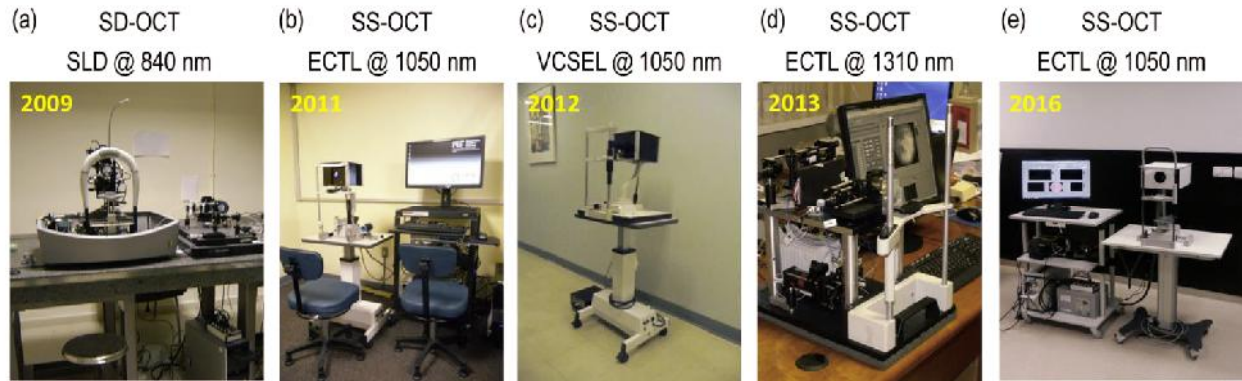 (a) SD-OCT
SLD @ 840 nm
2009
(b) SS-OCT
ECTL @ 1050 nm
2011
(c) SS-OCT
VCSEL @ 1050 nm
2012
(d) SS-OCT
ECTL @ 1310 nm
2013
(e) SS-OCT
ECTL @ 1050 nm
2016